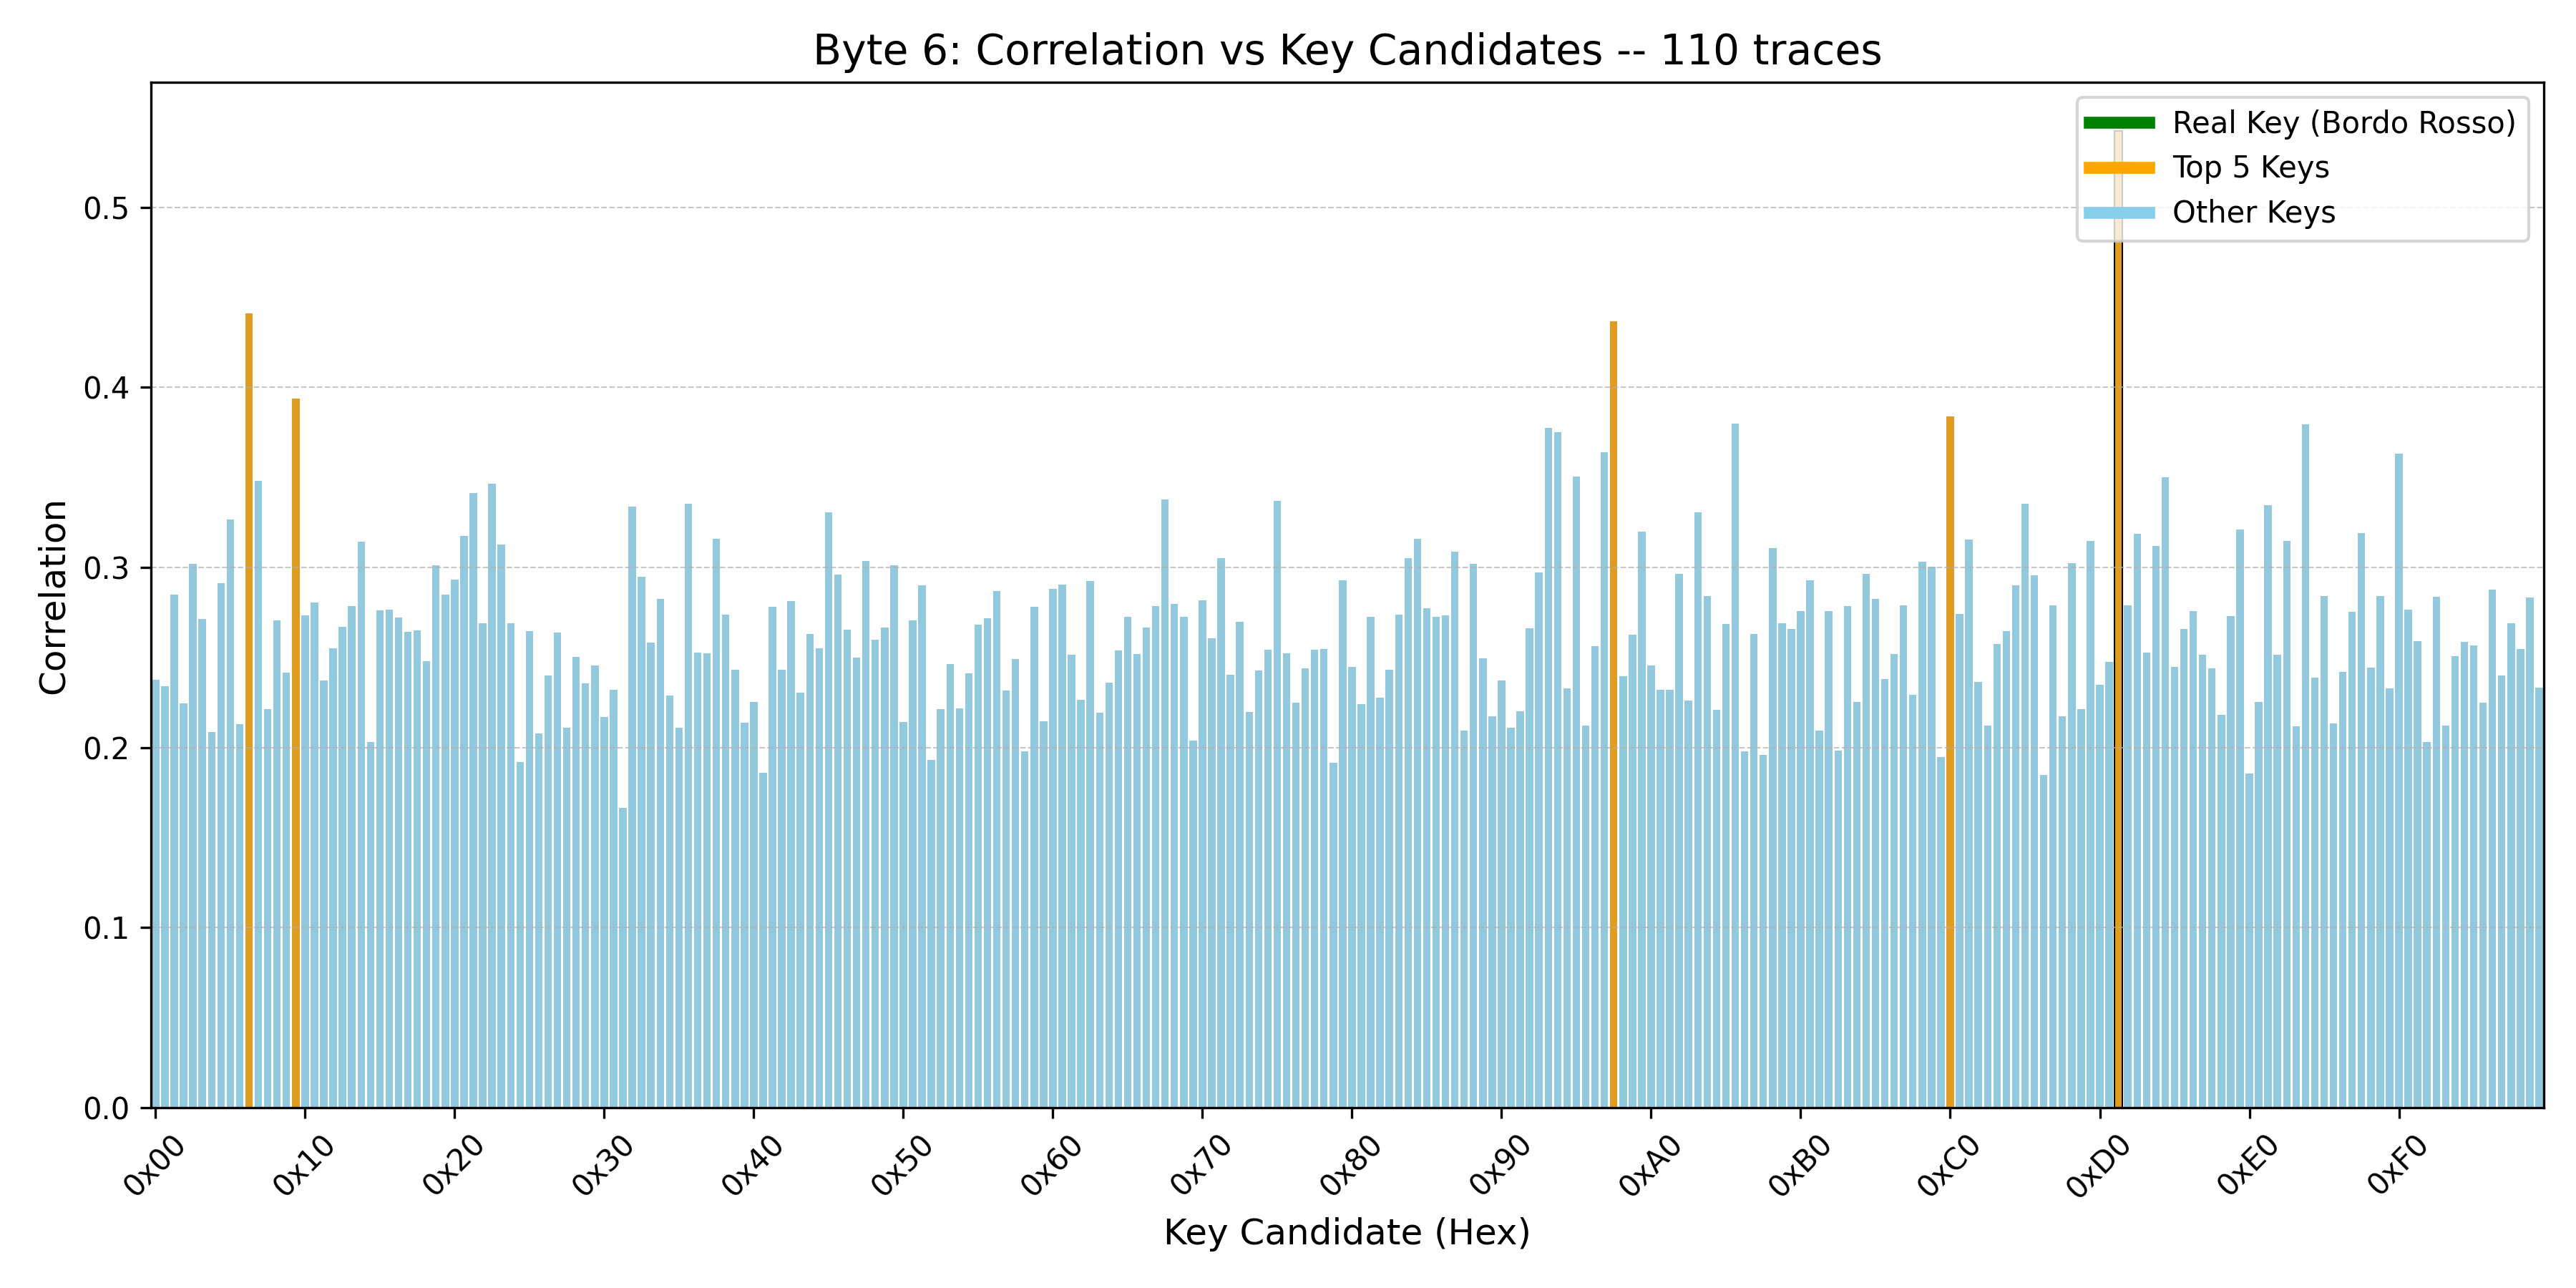 Byte 6: Correlation vs Key Candidates -- 110 traces
Real Key (Bordo Rosso)
Top 5 Keys
Other Keys
Correlation
0.5
0.4
0.3
0.2
0.1
0.0
0x00 0x10 0x20 0x30 0x40 0x50 0x60 0x70 0x80 0x90 0xA0 0xB0 0xC0 0xD0 0xE0 0xF0
Key Candidate (Hex)